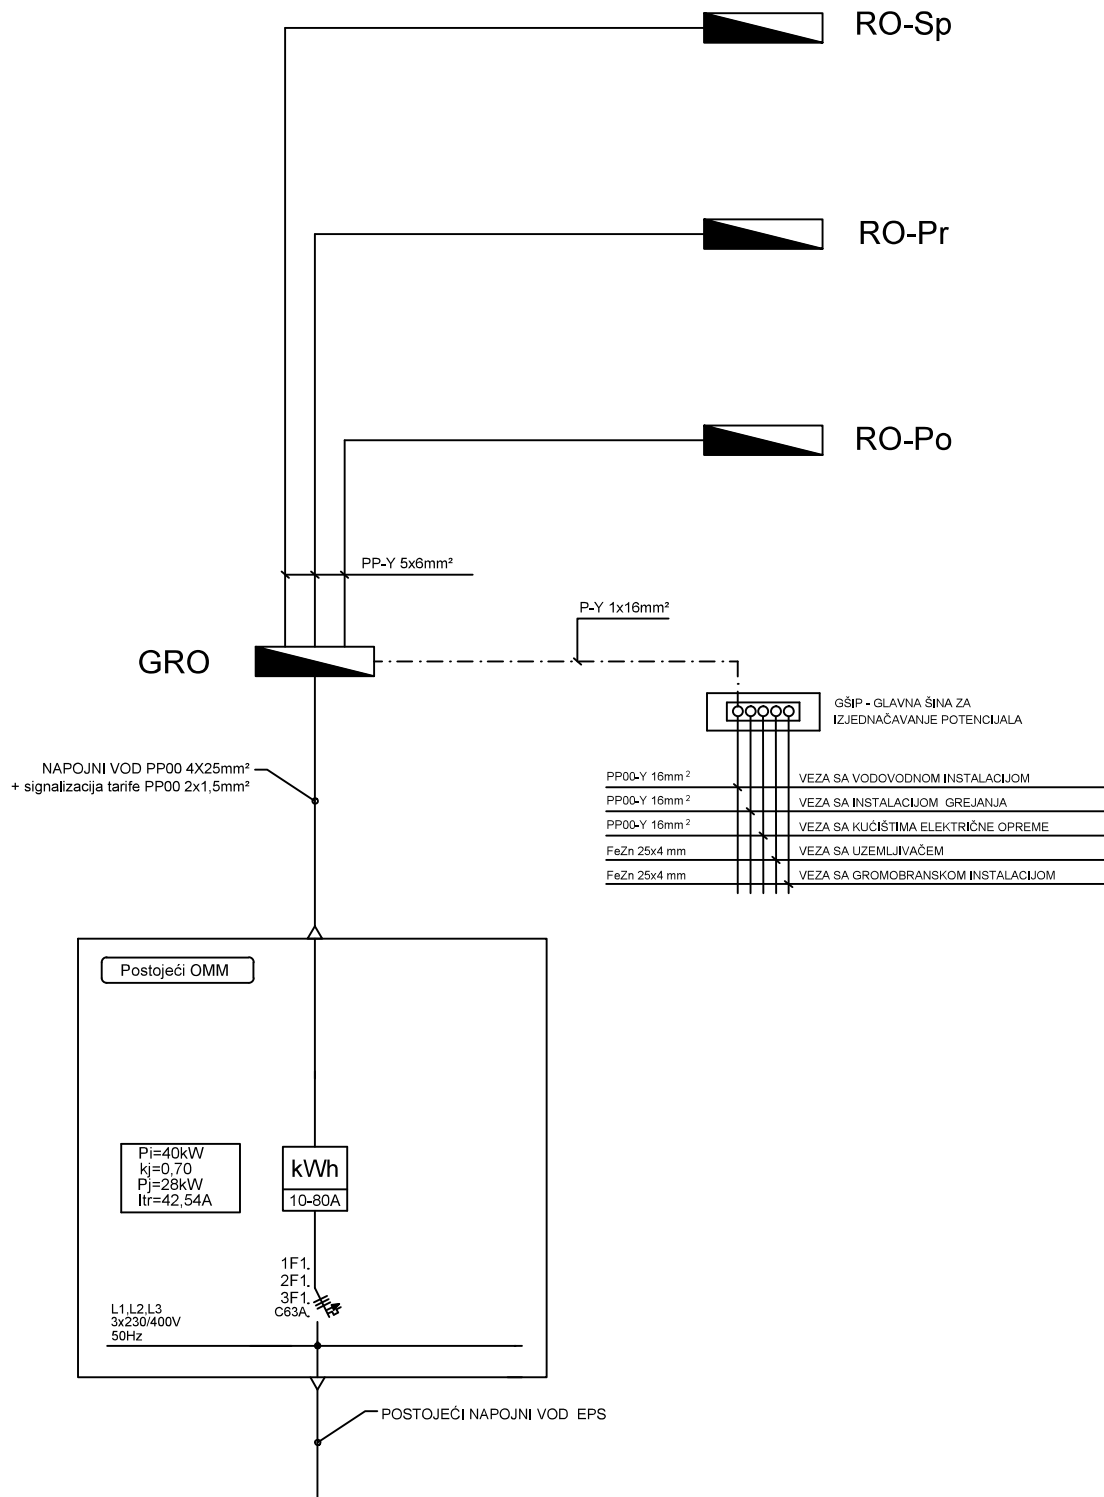 RO-Sp
RO-Pr
RO-Po
PP-Y 5x6mm²
P-Y 1x16mm²
GRO
GŠIP - GLAVNA ŠINA ZA
IZJEDNAČAVANJE POTENCIJALA
NAPOJNI VOD PP00 4X25mm²
+ signalizacija tarife PP00 2x1,5mm²
PP00-Y 16mm² VEZA SA VODOVODNOM INSTALACIJOM
PP00-Y 16mm² VEZA SA INSTALACIJOM GREJANJA
PP00-Y 16mm² VEZA SA KUĆIŠTIMA ELEKTRIČNE OPREME
FeZn 25x4 mm VEZA SA UZEMLJIVAČEM
FeZn 25x4 mm VEZA SA GROMOBRANSKOM INSTALACIJOM
Postojeći OMM
Pi=40kW
kj=0,70
Pj=28kW
Itr=42,54A
kWh
10-80A
1F1.
2F1.
3F1.
C63A.
L1,L2,L3
3x230/400V
50Hz
POSTOJEĆI NAPOJNI VOD EPS